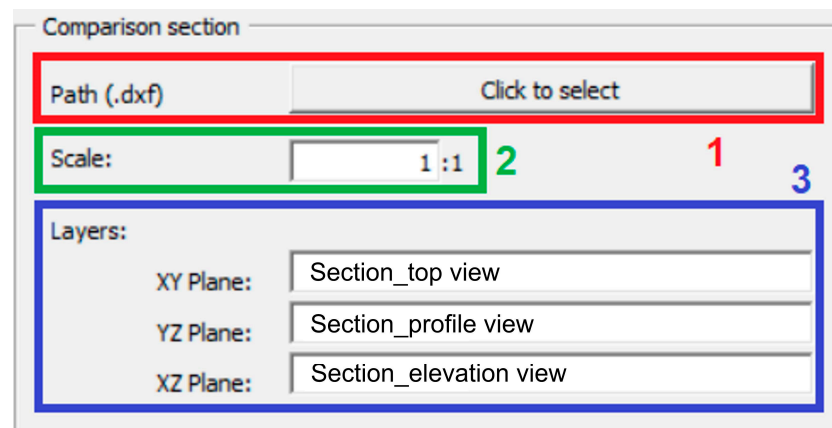 Comparison section
Path (.dxf) Click to select
1
Scale: 1 :1 2
3
Layers:
XY Plane: Section_top view
YZ Plane: Section_profile view
XZ Plane: Section_elevation view